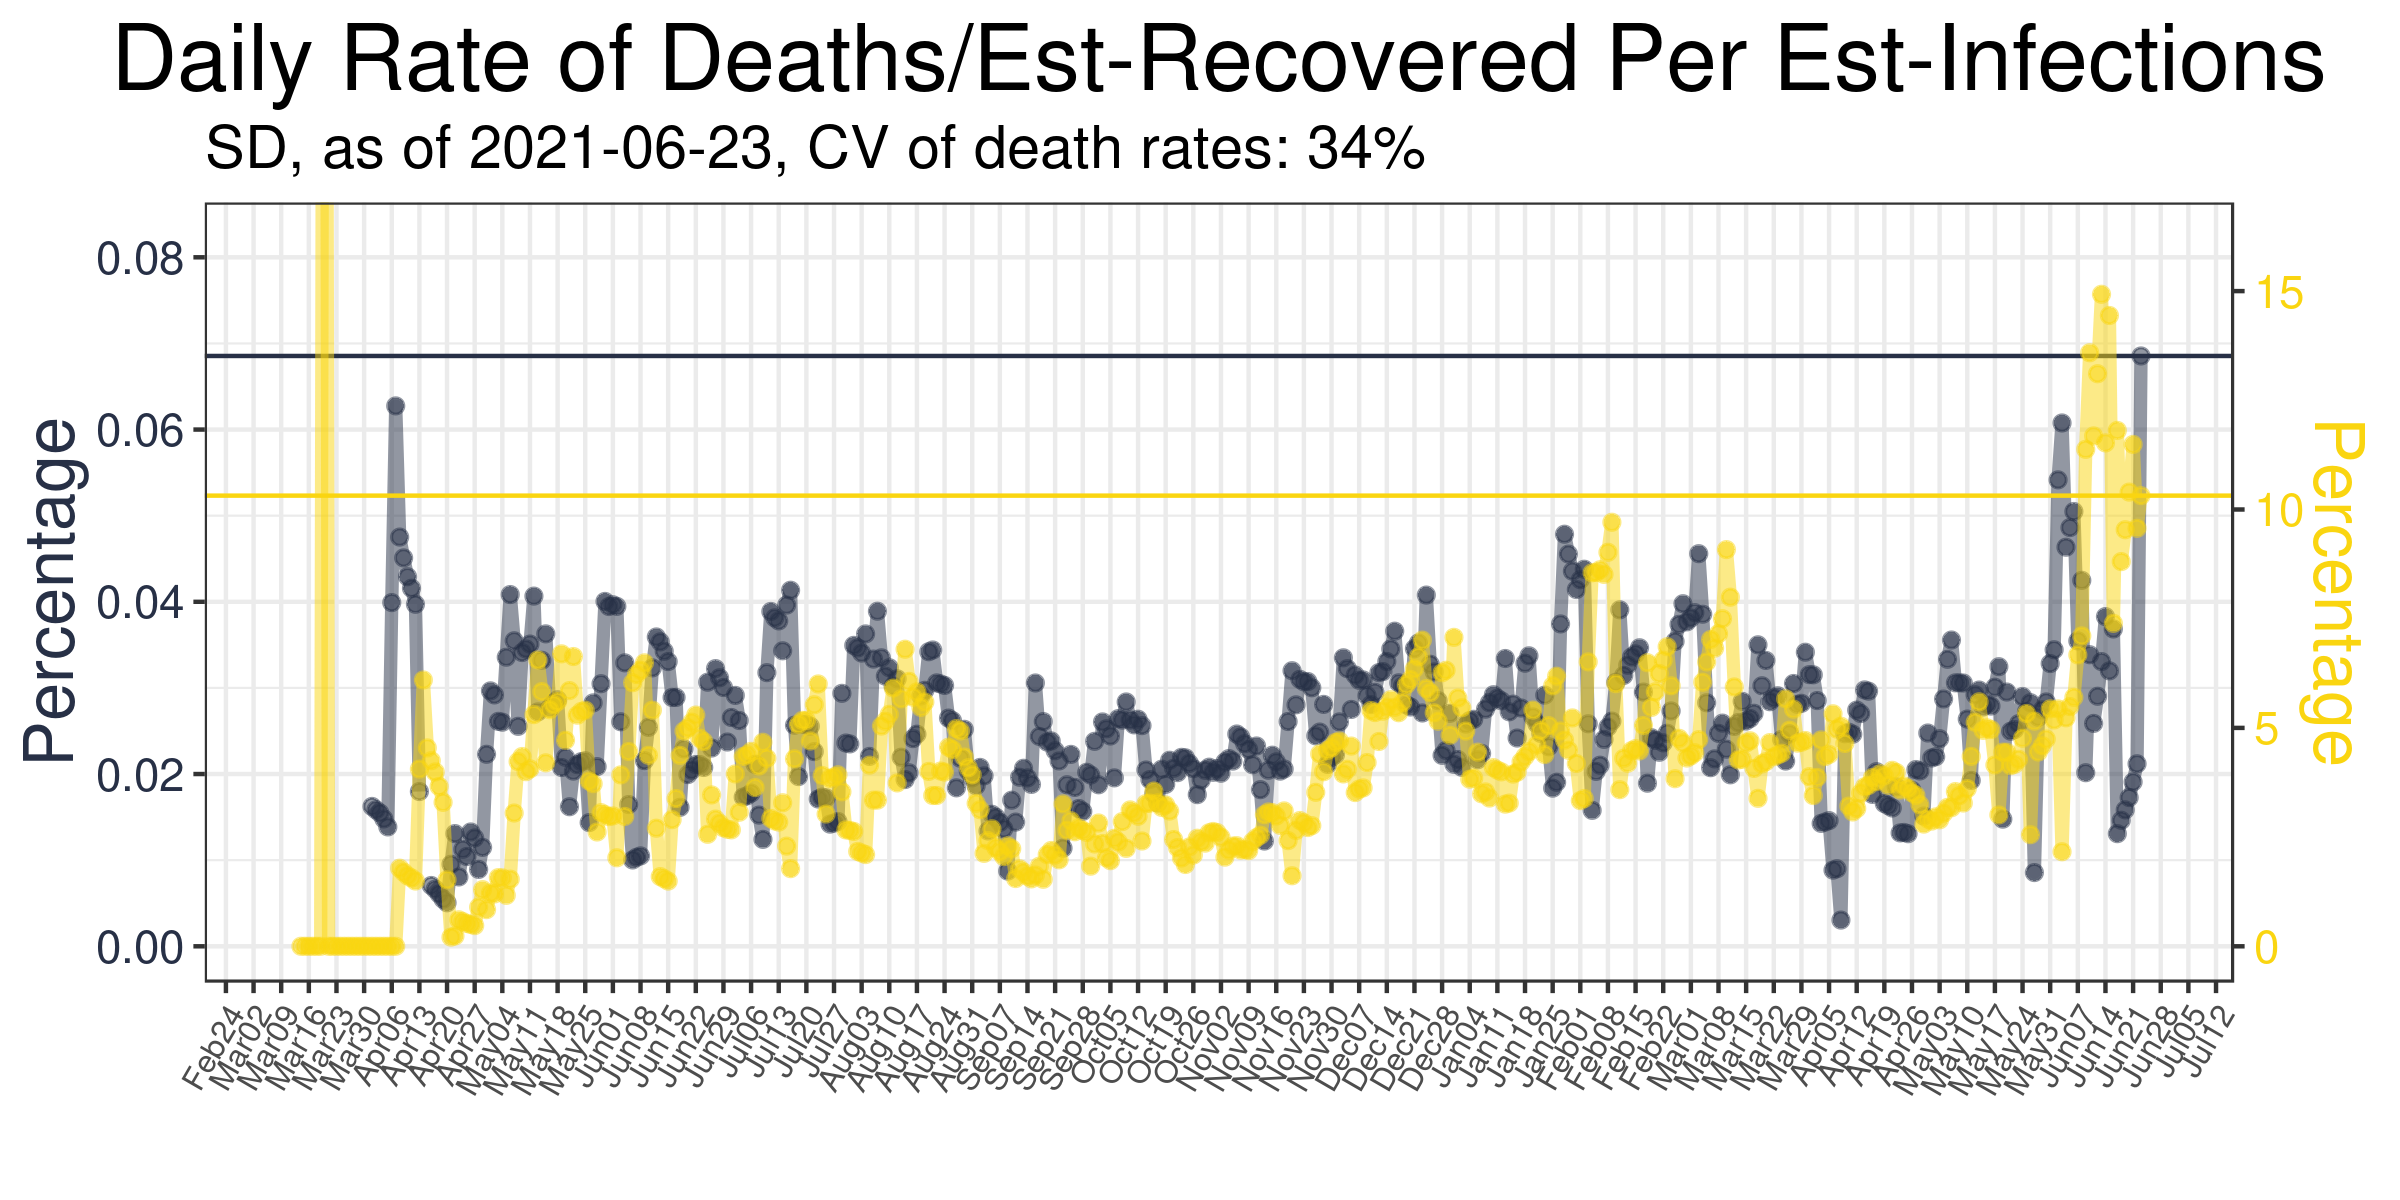 Daily Rate of Deaths/Est-Recovered Per Est-Infections
SD, as of 2021-06-23, CV of death rates: 34%
Percentage
0.08
0.06
0.04
0.02
0.00
15
10
5
0
Percentage
Feb24
Mar02
Mar09
Mar16
Mar23
Mar30
Apr06
Apr13
Apr20
Apr27
May04
May11
May18
May25
Jun01
Jun08
Jun15
Jun22
Jun29
Jul06
Jul13
Jul20
Jul27
Aug03
Aug10
Aug17
Aug24
Aug31
Sep07
Sep14
Sep21
Sep28
Oct05
Oct12
Oct19
Oct26
Nov02
Nov09
Nov16
Nov23
Nov30
Dec07
Dec14
Dec21
Dec28
Jan04
Jan11
Jan18
Jan25
Feb01
Feb08
Feb15
Feb22
Mar01
Mar08
Mar15
Mar22
Mar29
Apr05
Apr12
Apr19
Apr26
May03
May10
May17
May24
May31
Jun07
Jun14
Jun21
Jun28
Jul05
Jul12